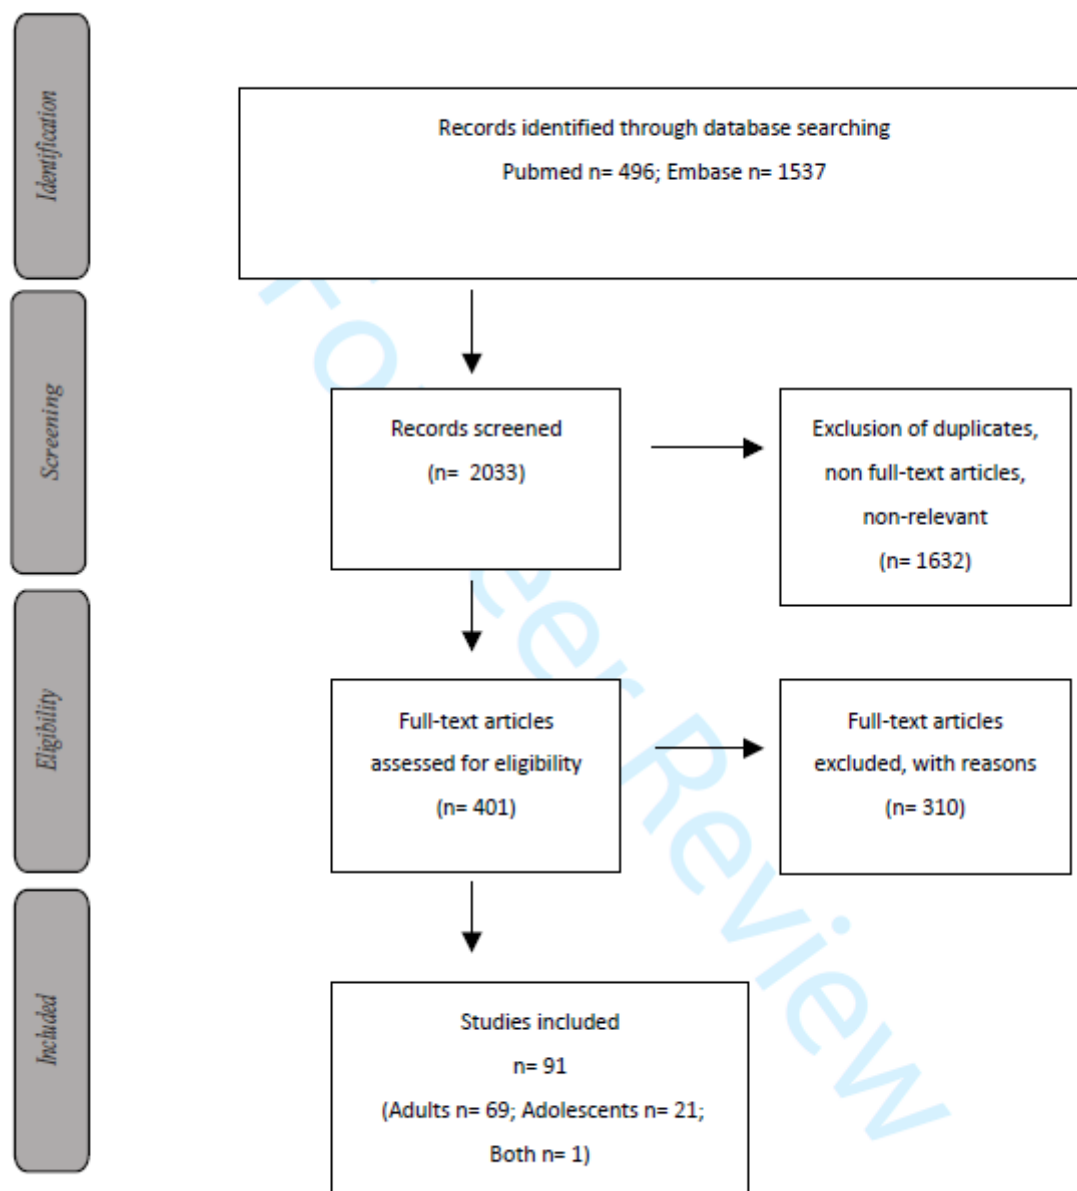 Identification
Records identified through database searching
Pubmed n= 496; Embase n= 1537
Screening
Records screened
(n= 2033)
Exclusion of duplicates,
non full-text articles,
non-relevant
(n= 1632)
Eligibility
Full-text articles
assessed for eligibility
(n= 401)
Full-text articles
excluded, with reasons
(n= 310)
Included
Studies included
n= 91
(Adults n= 69; Adolescents n= 21;
Both n= 1)
For Peer Review